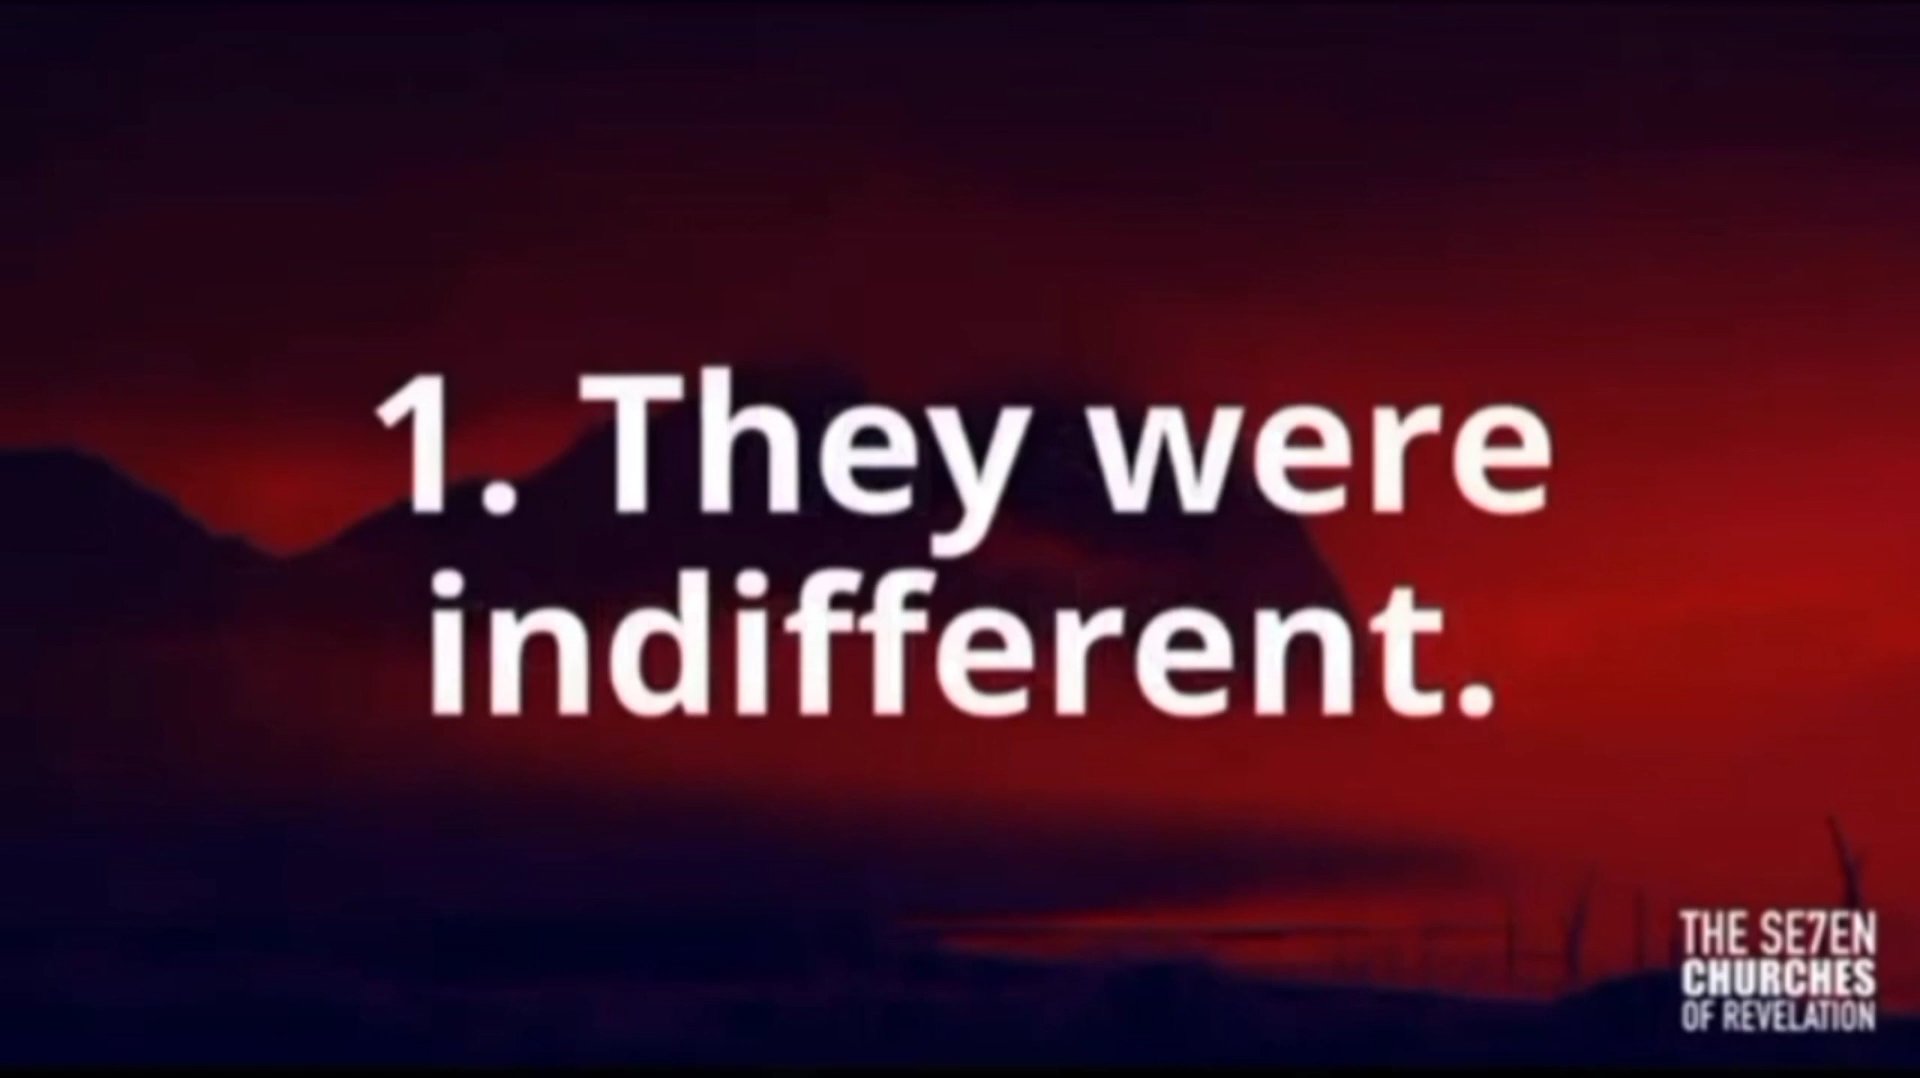 1. They were
indifferent.
THE SE7EN
CHURCHES
OF REVELATION